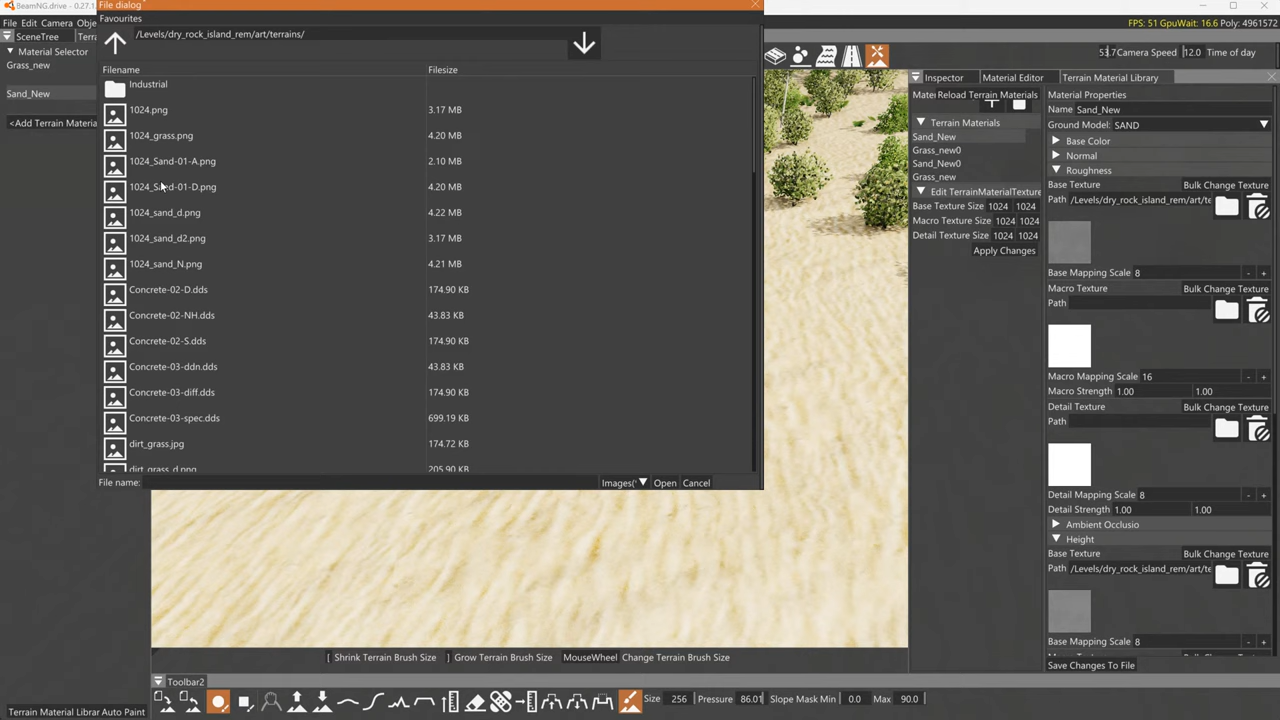 BeamNG.drive - 0.27.1
File Edit Camera Obje
SceneTree Terra
Material Selector
Grass_new
Sand_New
<Add Terrain Materia
File dialog
Favourites
/Levels/dry_rock_island_rem/art/terrains/
Filename Filesize
Industrial
1024.png 3.17 MB
1024_grass.png 4.20 MB
1024_Sand-01-A.png 2.10 MB
1024_Sand-01-D.png 4.20 MB
1024_sand_d.png 4.22 MB
1024_sand_d2.png 3.17 MB
1024_sand_N.png 4.21 MB
Concrete-02-D.dds 174.90 KB
Concrete-02-NH.dds 43.83 KB
Concrete-02-S.dds 174.90 KB
Concrete-03-ddn.dds 43.83 KB
Concrete-03-diff.dds 174.90 KB
Concrete-03-spec.dds 699.19 KB
dirt_grass.jpg 174.72 KB
dirt_grass_d.png 205.90 KB
File name: Images(' Open Cancel
FPS: 51 GpuWait: 16.6 Poly: 4961572
53.7 Camera Speed 12.0 Time of day
Inspector Material Editor Terrain Material Library
Mater Reload Terrain Materials
Terrain Materials
Sand_New
Grass_new0
Sand_New0
Grass_new
Edit TerrainMaterialTexture
Base Texture Size 1024 1024
Macro Texture Size 1024 1024
Detail Texture Size 1024 1024
Apply Changes
Material Properties
Name Sand_New
Ground Model: SAND
Base Color
Normal
Roughness
Base Texture Bulk Change Texture
Path /Levels/dry_rock_island_rem/art/te
Base Mapping Scale 8 - +
Macro Texture Bulk Change Texture
Path
Macro Mapping Scale 16 - +
Macro Strength 1.00 1.00
Detail Texture Bulk Change Texture
Path
Detail Mapping Scale 8 - +
Detail Strength 1.00 1.00
Ambient Occlusio
Height
Base Texture Bulk Change Texture
Path /Levels/dry_rock_island_rem/art/te
Base Mapping Scale 8 - +
Save Changes To File
[ Shrink Terrain Brush Size ] Grow Terrain Brush Size MouseWheel Change Terrain Brush Size
Toolbar2
Size 256 Pressure 86.01 Slope Mask Min 0.0 Max 90.0
Terrain Material Librar Auto Paint